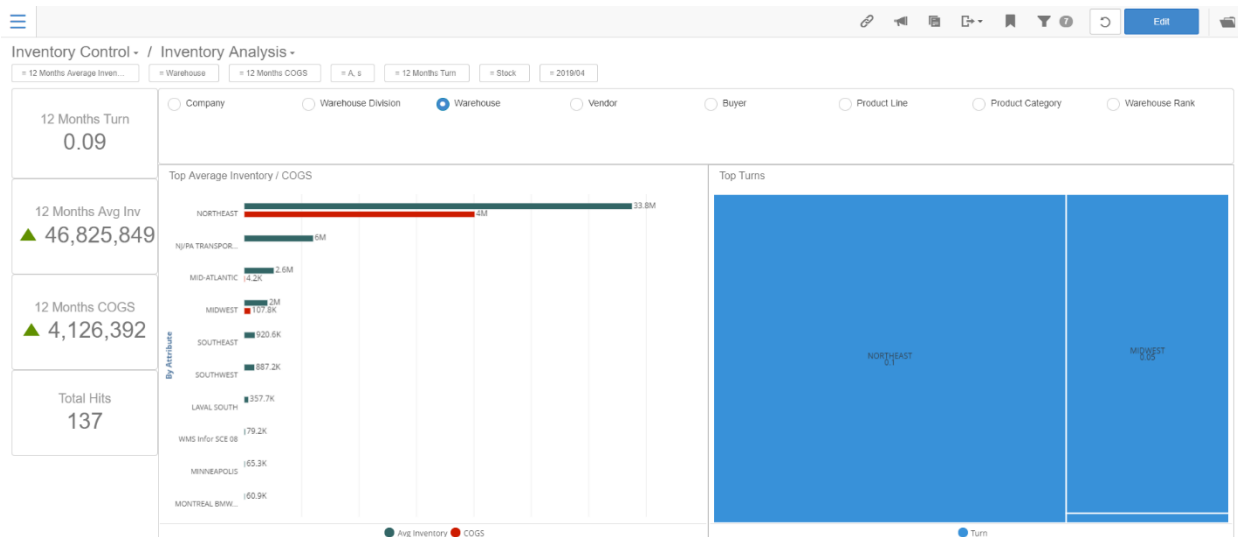 7
Edit
Inventory Control / Inventory Analysis
= 12 Months Average Inven...
= Warehouse
= 12 Months COGS
= A, s
= 12 Months Turn
= Stock
= 2019/04
12 Months Turn
0.09
12 Months Avg Inv
46,825,849
12 Months COGS
4,126,392
Total Hits
137
Company
Warehouse Division
Warehouse
Vendor
Buyer
Product Line
Product Category
Warehouse Rank
Top Average Inventory / COGS
By Attribute
NORTHEAST
33.8M
4M
NJ/PA TRANSPOR...
6M
MID-ATLANTIC
2.6M
4.2K
MIDWEST
2M
107.8K
SOUTHEAST
920.6K
SOUTHWEST
887.2K
LAVAL SOUTH
357.7K
WMS Infor SCE 08
79.2K
MINNEAPOLIS
65.3K
MONTREAL BMW...
60.9K
Avg Inventory
COGS
Top Turns
NORTHEAST
0.1
MIDWEST
0.05
Turn